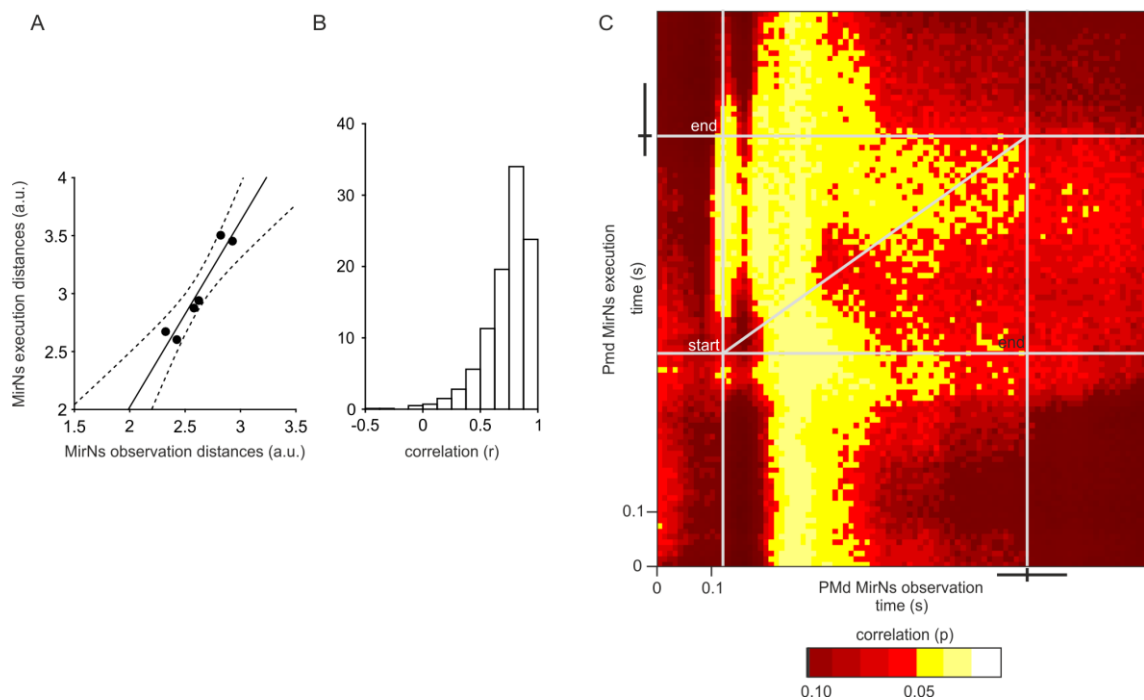 A
B
C
MirNs execution distances (a.u.)
4
3.5
3
2.5
2
1.5
2
2.5
3
3.5
MirNs observation distances (a.u.)
40
30
20
10
0
-0.5
0
0.5
1
correlation (r)
Pmd MirNs execution
time (s)
end
start
end
0.1
0
0
0.1
PMd MirNs observation
time (s)
correlation (p)
0.10
0.05